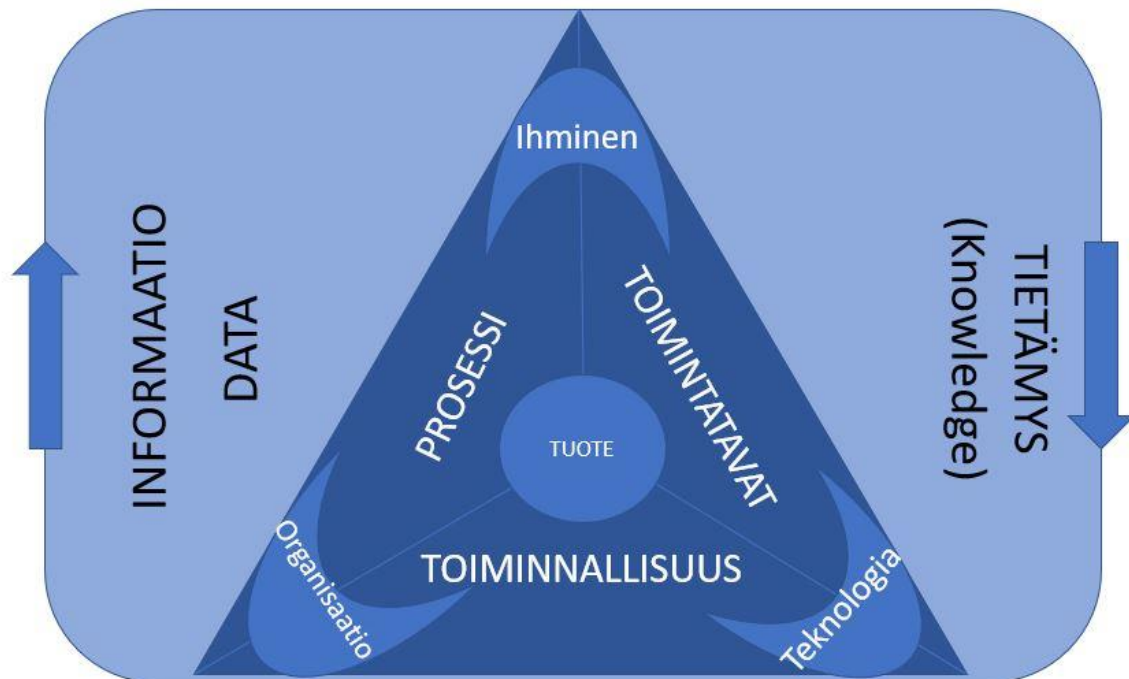 Ihminen
INFORMAATIO
DATA
PROSESSI
TOIMINTATAVAT
TIETÄMYS
(Knowledge)
TUOTE
TOIMINNALLISUUS
Organisaatio
Teknologia